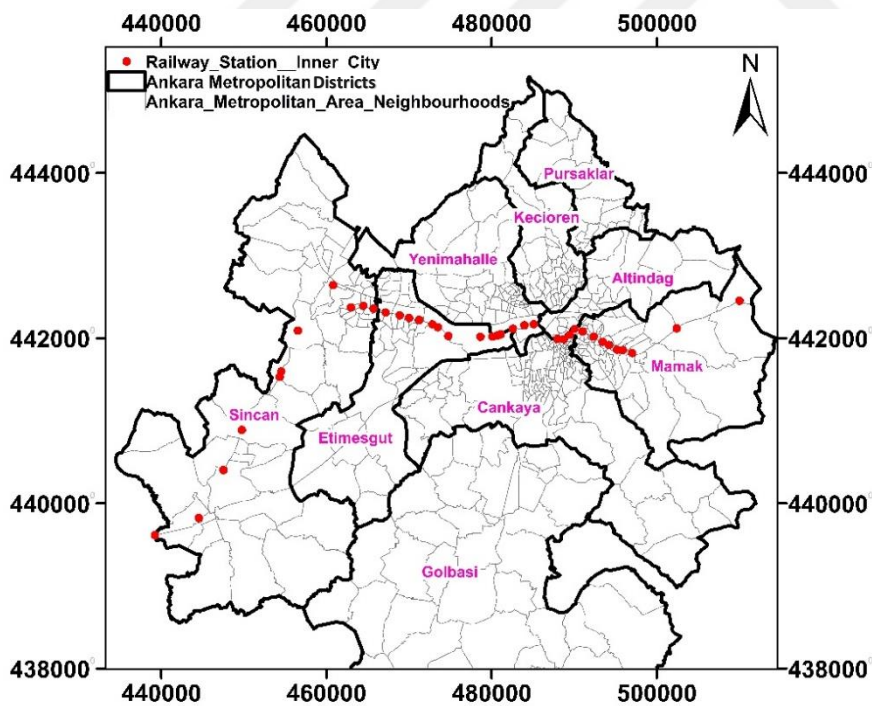 440000 460000 480000 500000
Railway_Station__Inner_City
Ankara Metropolitan Districts
Ankara_Metropolitan_Area_Neighbourhoods
N
444000 444000
Pursaklar
Kecioren
Yenimahalle
Altindag
442000 442000
Mamak
Sincan
Cankaya
Etimesgut
440000 440000
Golbasi
438000 438000
440000 460000 480000 500000